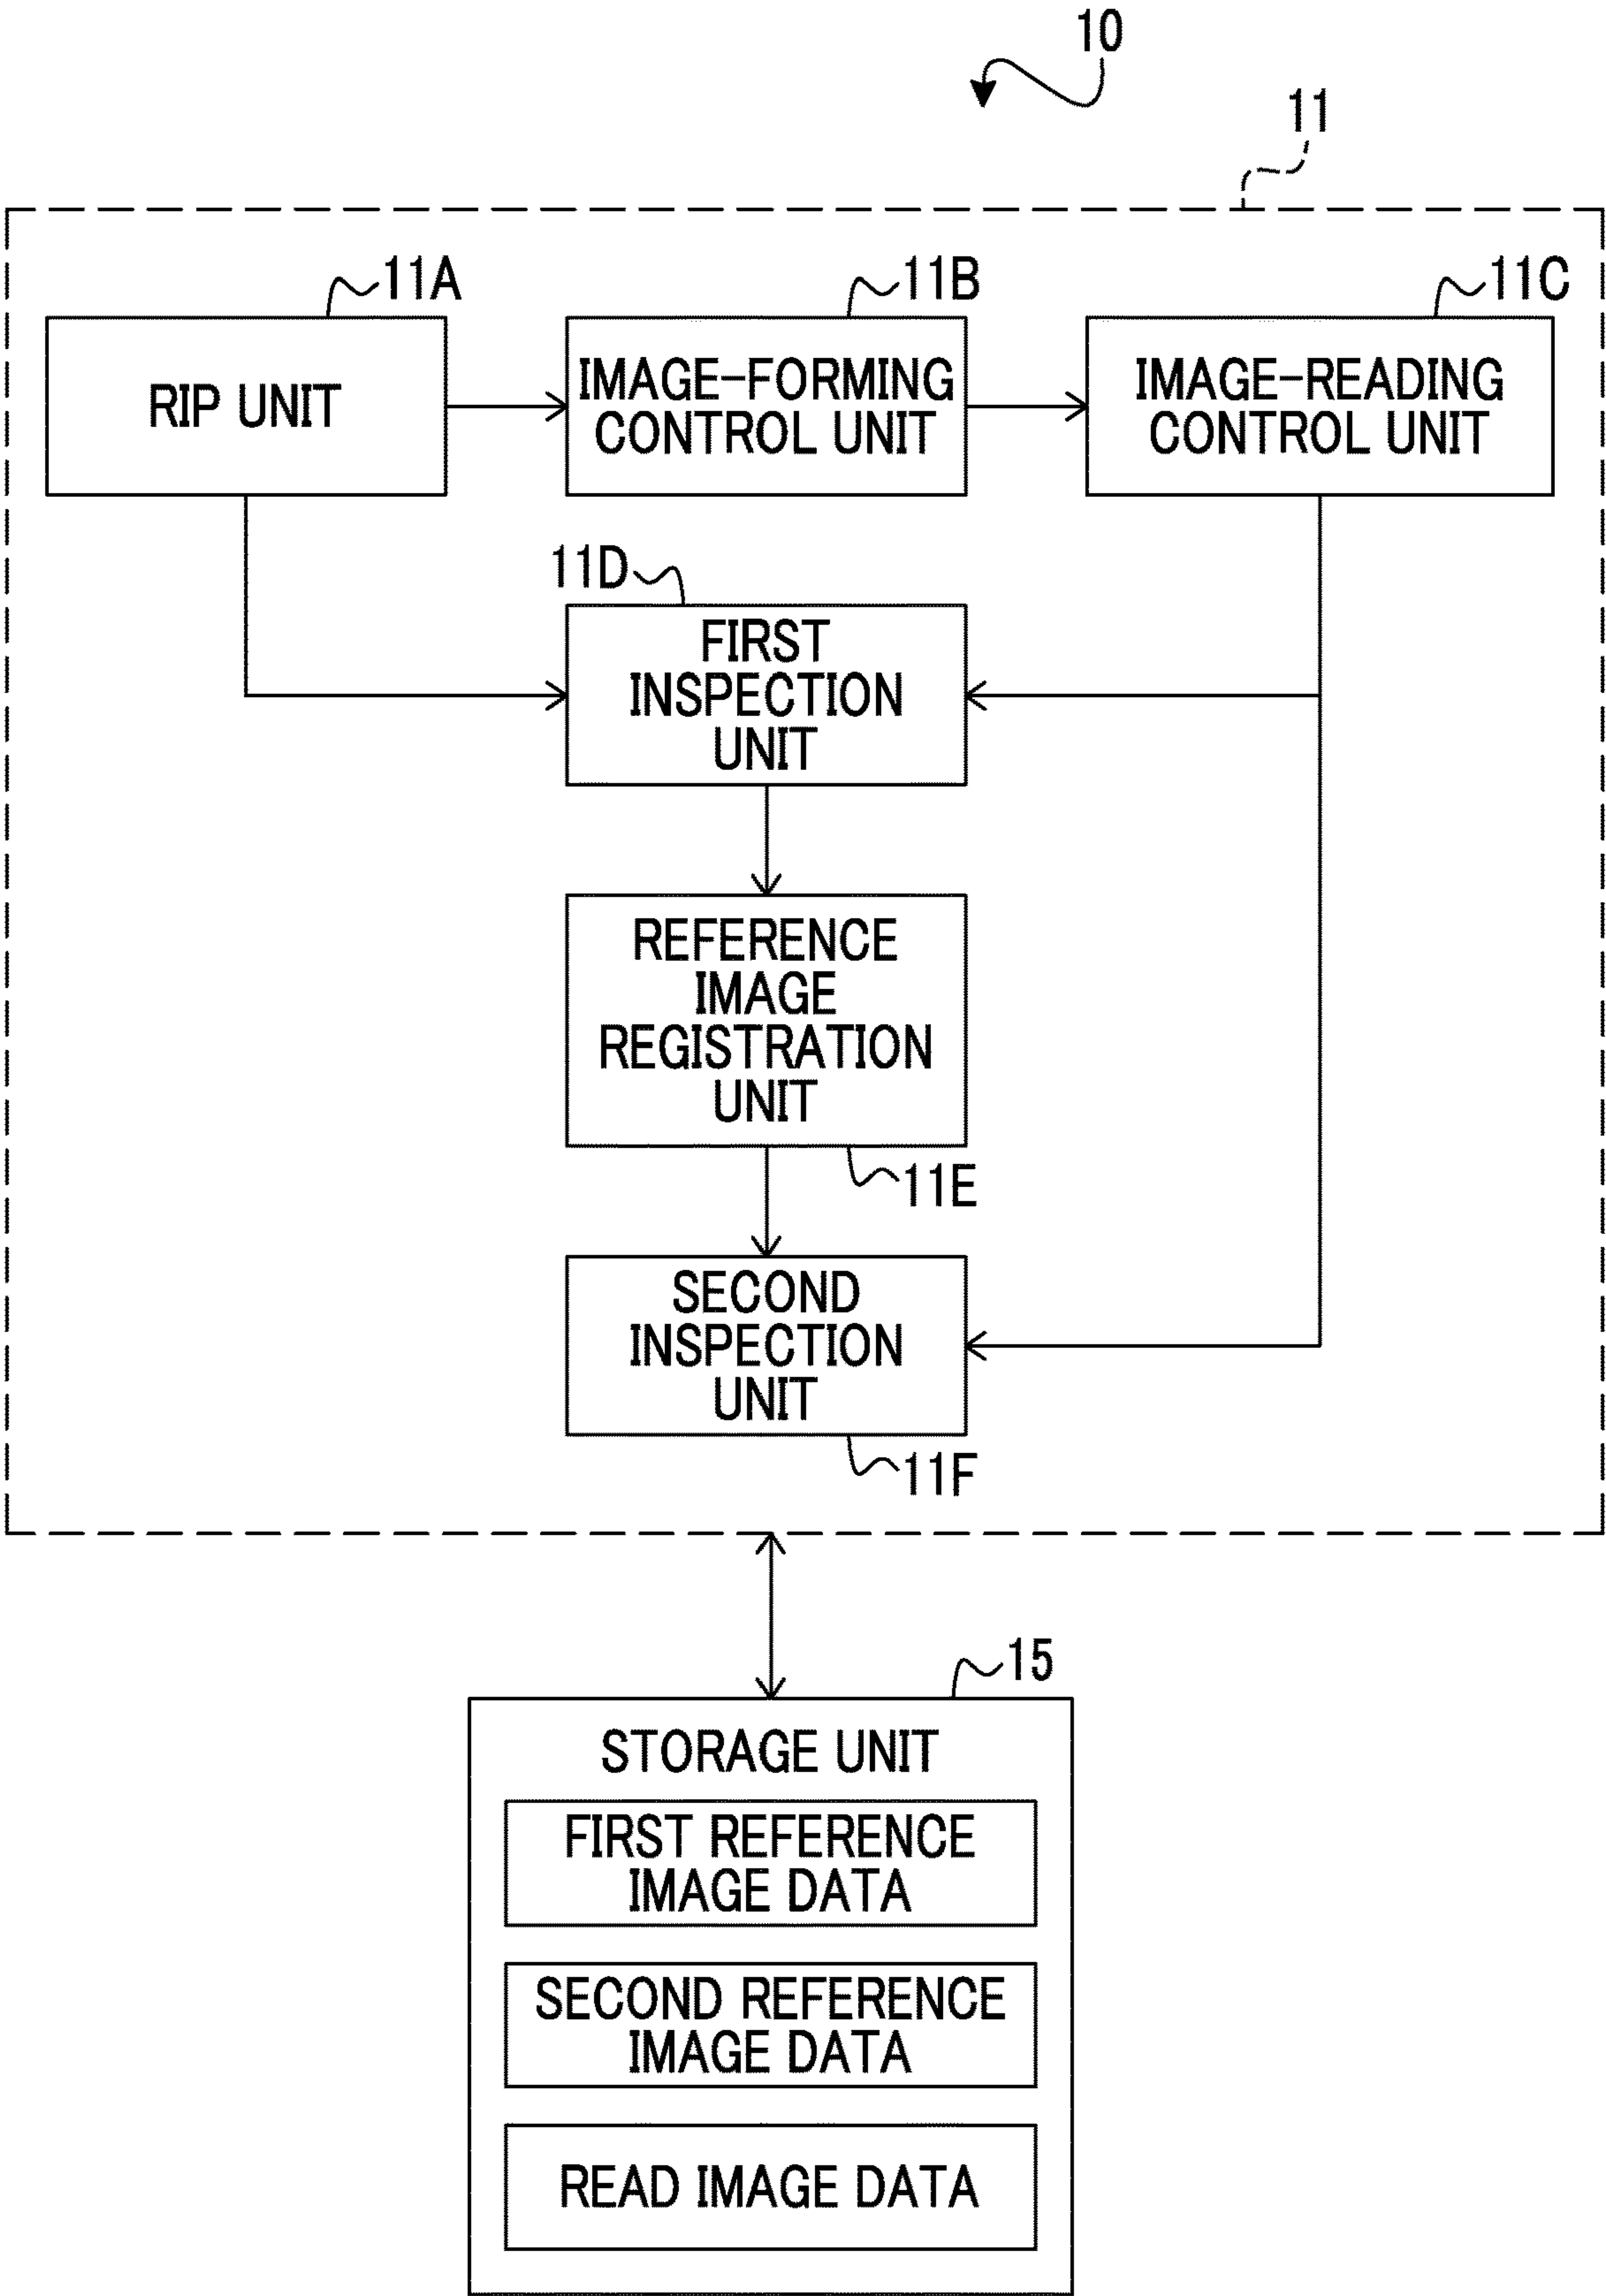 10
11
11A
11B
11C
RIP UNIT
IMAGE-FORMING
CONTROL UNIT
IMAGE-READING
CONTROL UNIT
11D
FIRST
INSPECTION
UNIT
REFERENCE
IMAGE
REGISTRATION
UNIT
11E
SECOND
INSPECTION
UNIT
11F
15
STORAGE UNIT
FIRST REFERENCE
IMAGE DATA
SECOND REFERENCE
IMAGE DATA
READ IMAGE DATA